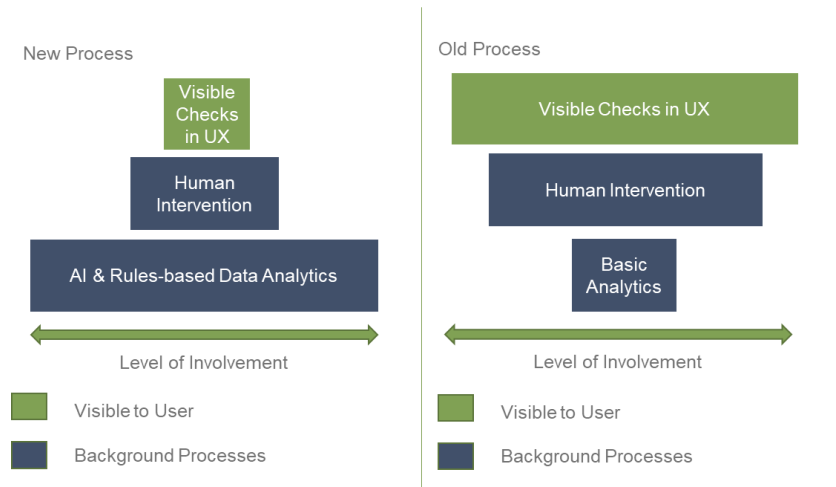 New Process
Visible
Checks
in UX
Human
Intervention
AI & Rules-based Data Analytics
Level of Involvement
Visible to User
Background Processes
Old Process
Visible Checks in UX
Human Intervention
Basic
Analytics
Level of Involvement
Visible to User
Background Processes